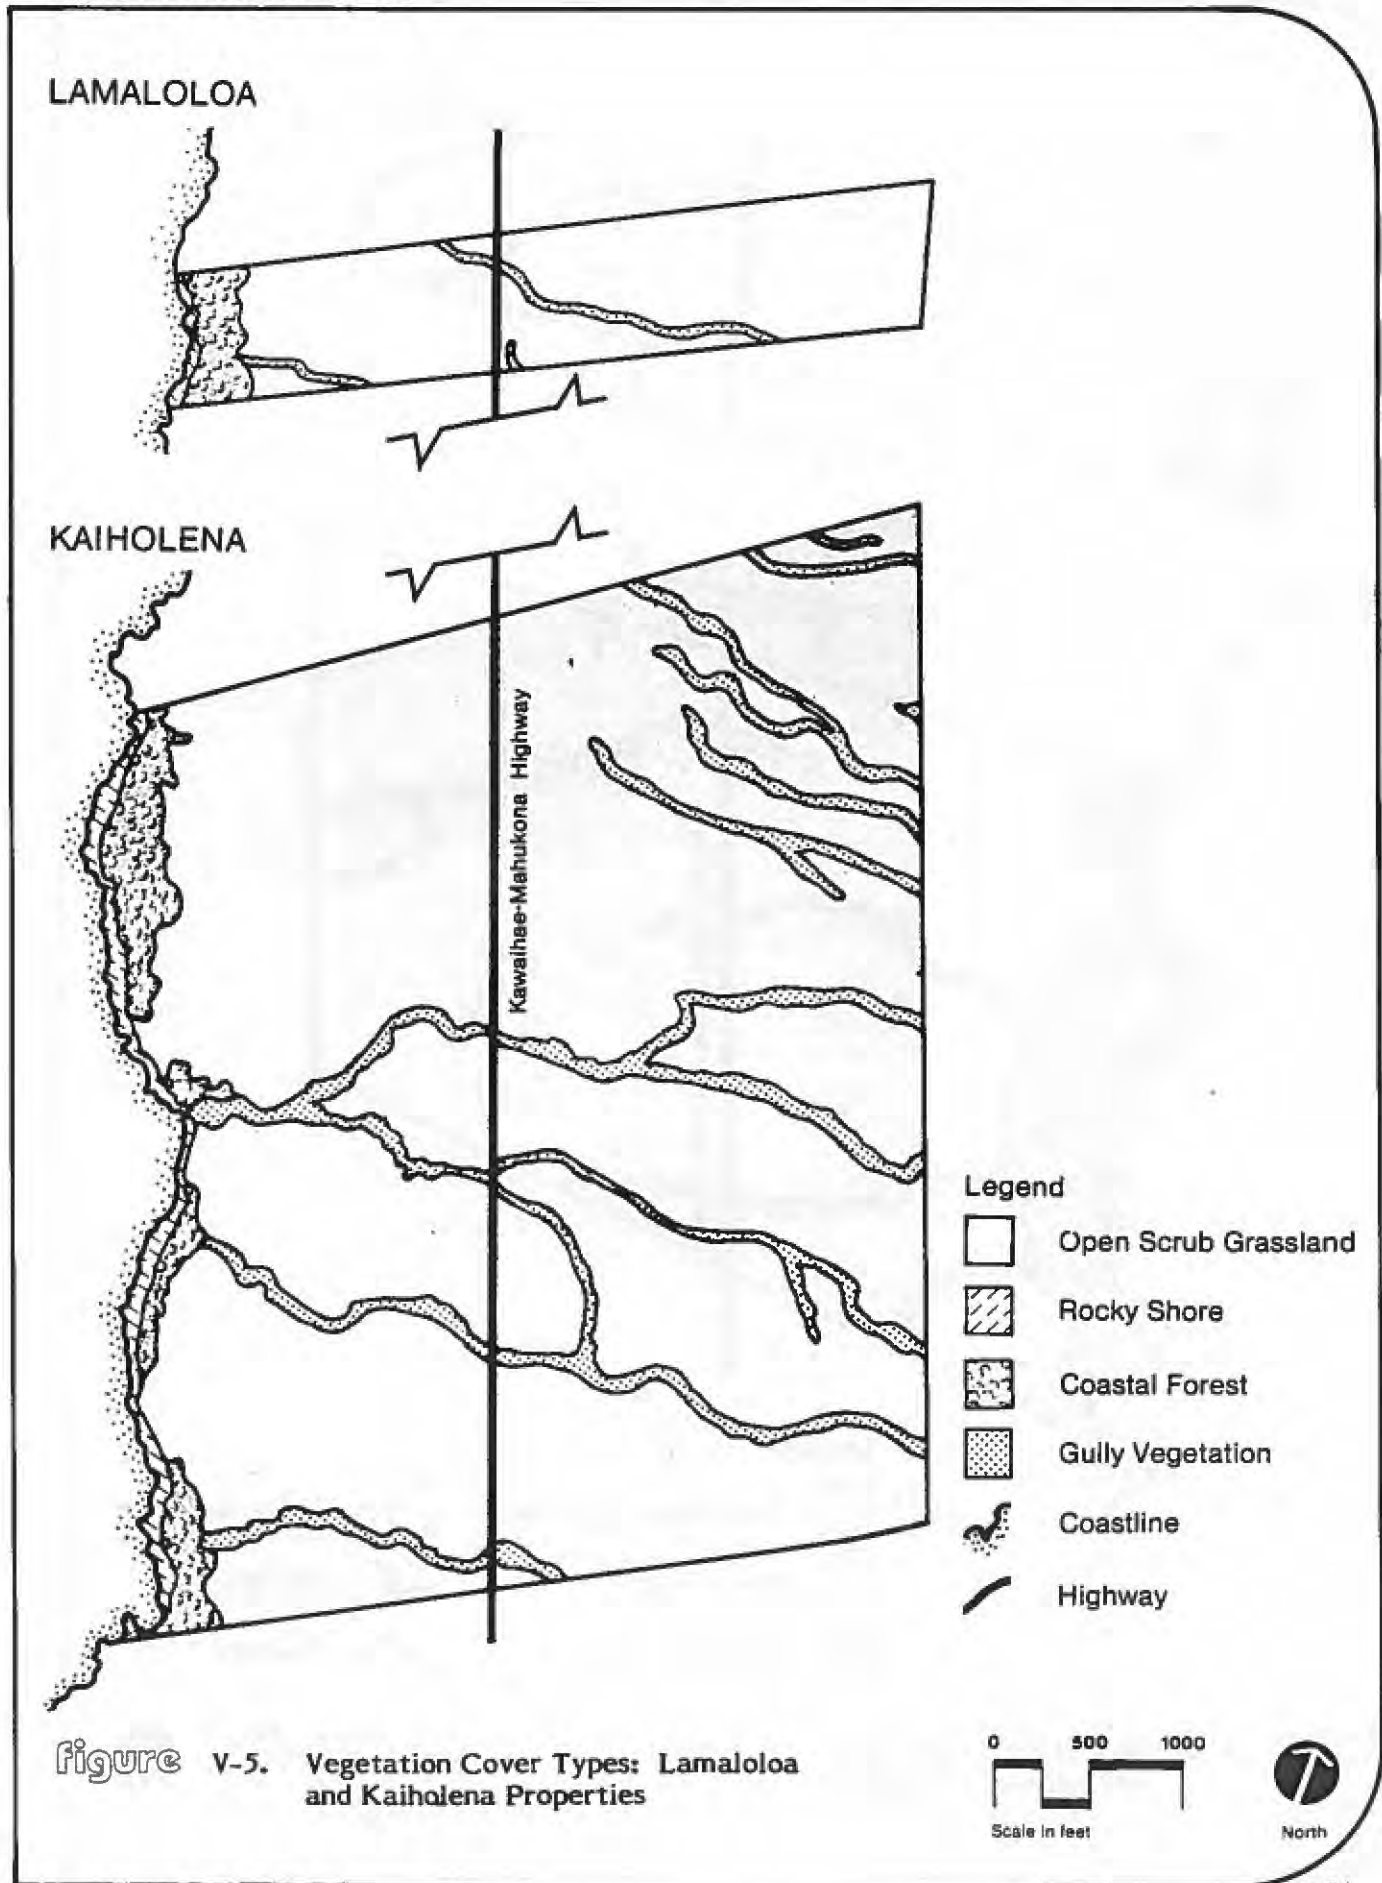 LAMALOLOA
KAIHOLENA
Kawaihae-Mahukona Highway
Legend
Open Scrub Grassland
Rocky Shore
Coastal Forest
Gully Vegetation
Coastline
Highway
figure V-5. Vegetation Cover Types: Lamaloloa
and Kaiholena Properties
0 500 1000
Scale in feet
North